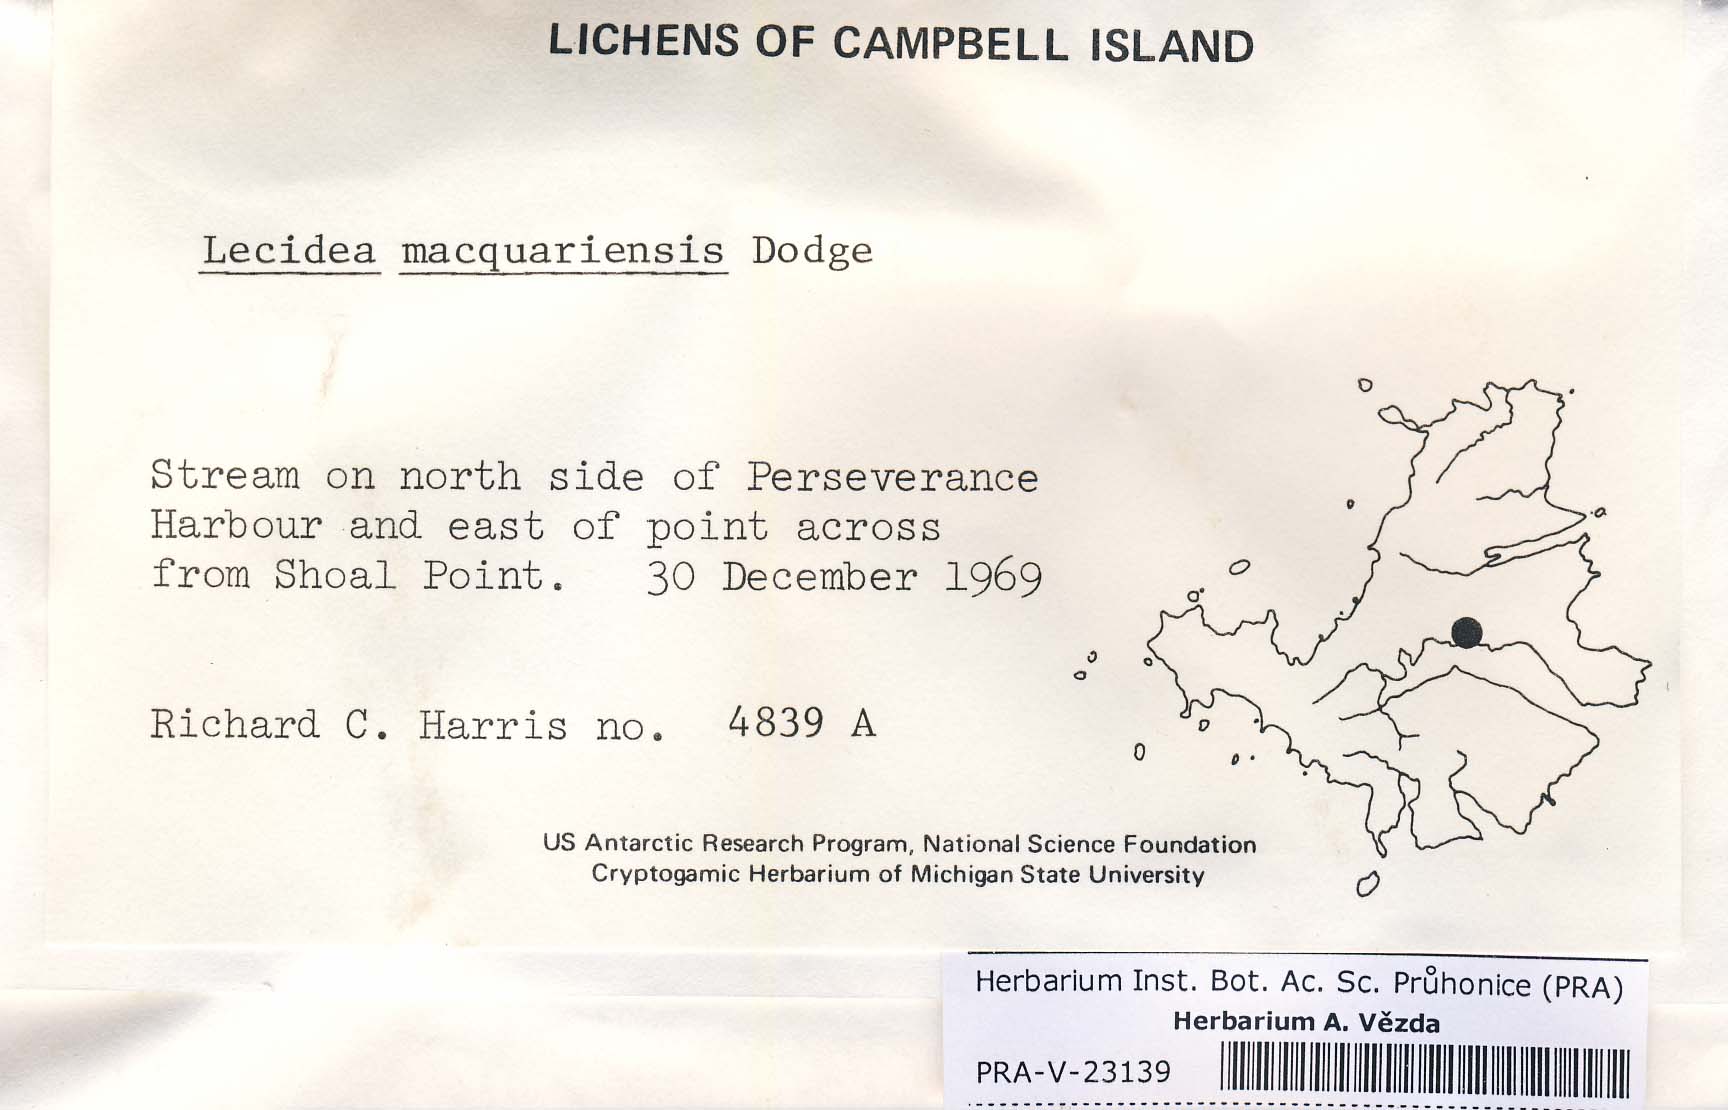 LICHENS OF CAMPBELL ISLAND
Lecidea macquariensis Dodge
Stream on north side of Perseverance
Harbour and east of point across
from Shoal Point. 30 December 1969
Richard C. Harris no. 4839 A
US Antarctic Research Program, National Science Foundation
Cryptogamic Herbarium of Michigan State University
Herbarium Inst. Bot. Ac. Sc. Průhonice (PRA)
Herbarium A. Vězda
PRA-V-23139